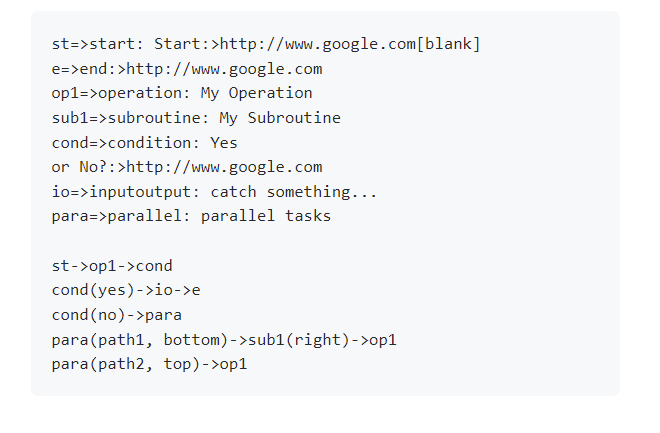 st=>start: Start:>http://www.google.com[blank]
e=>end:>http://www.google.com
op1=>operation: My Operation
sub1=>subroutine: My Subroutine
cond=>condition: Yes
or No?:>http://www.google.com
io=>inputoutput: catch something...
para=>parallel: parallel tasks

st->op1->cond
cond(yes)->io->e
cond(no)->para
para(path1, bottom)->sub1(right)->op1
para(path2, top)->op1